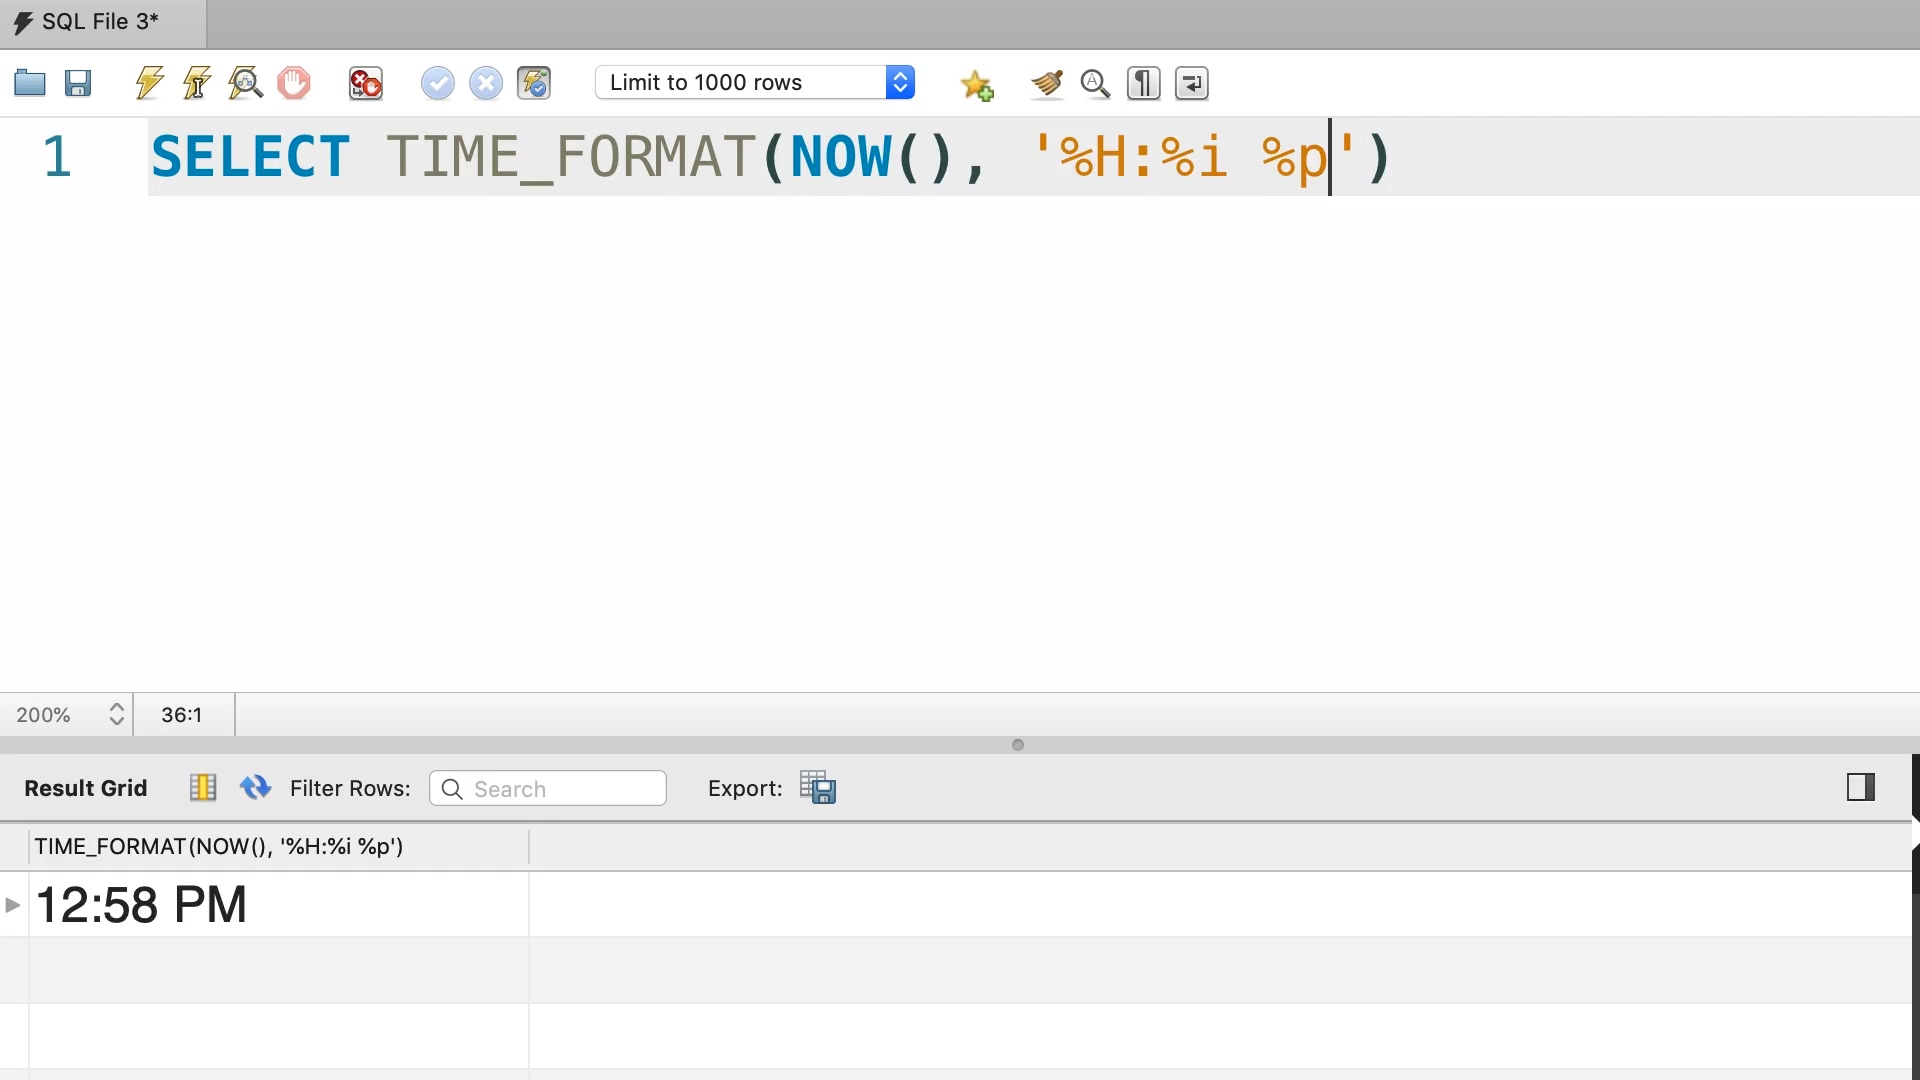 SQL File 3*
Limit to 1000 rows
1 SELECT TIME_FORMAT(NOW(), '%H:%i %p')
200% 36:1
Result Grid Filter Rows: Search Export:
TIME_FORMAT(NOW(), '%H:%i %p')
12:58 PM